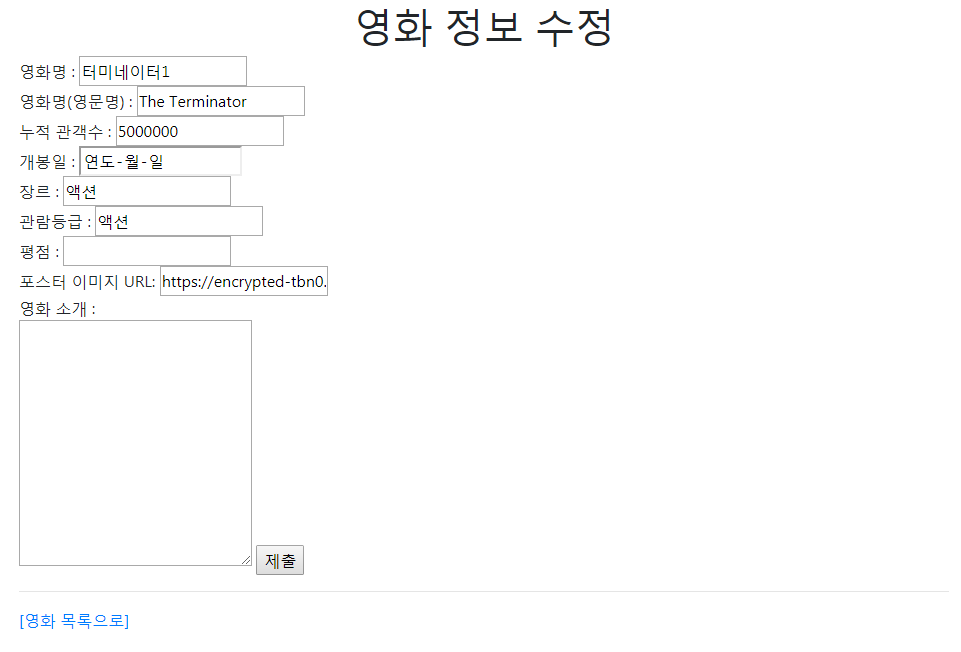 영화 정보 수정
영화명 : 터미네이터1
영화명(영문명) : The Terminator
누적 관객수 : 5000000
개봉일 : 연도-월-일
장르 : 액션
관람등급 : 액션
평점 :
포스터 이미지 URL: https://encrypted-tbn0.
영화 소개 :
제출
[영화 목록으로]